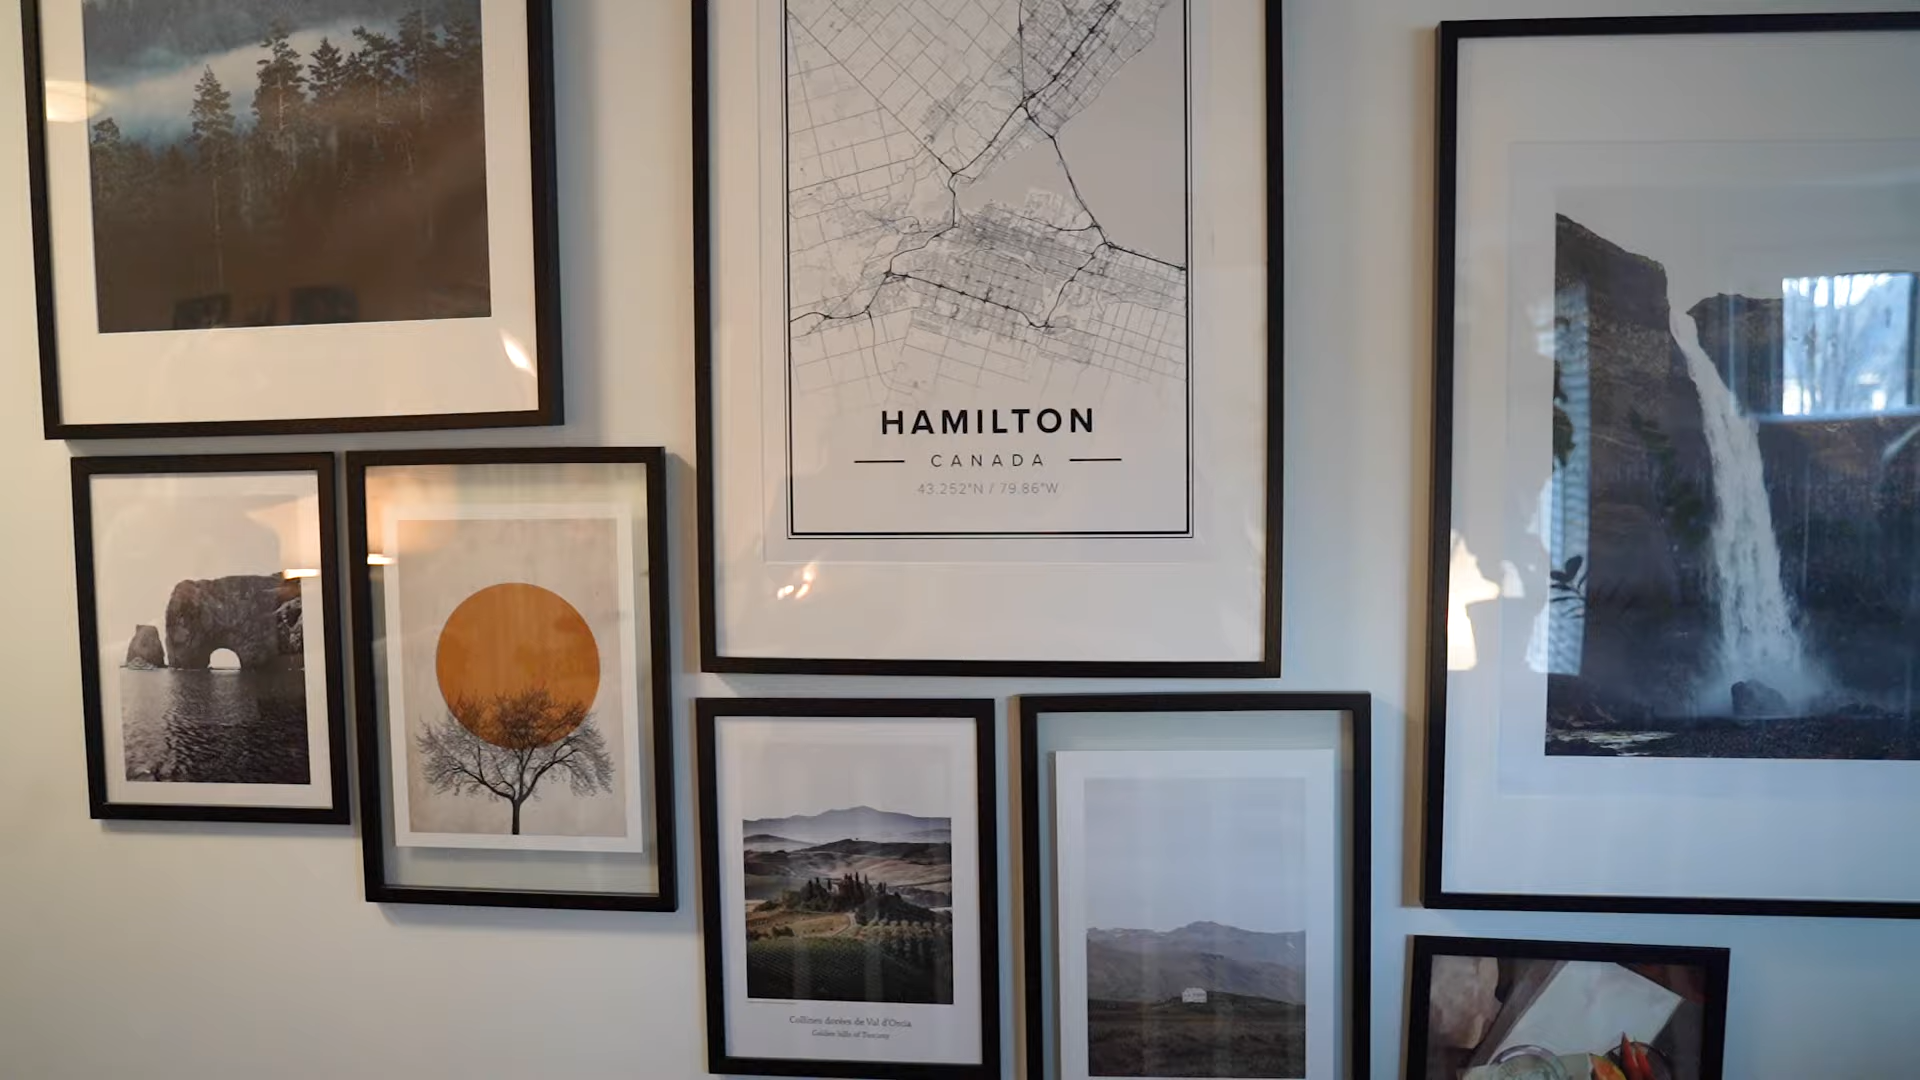 HAMILTON
CANADA
43.252°N / 79.86°W
Collines dorées de Val d'Orcia
Golden hills of Tuscany